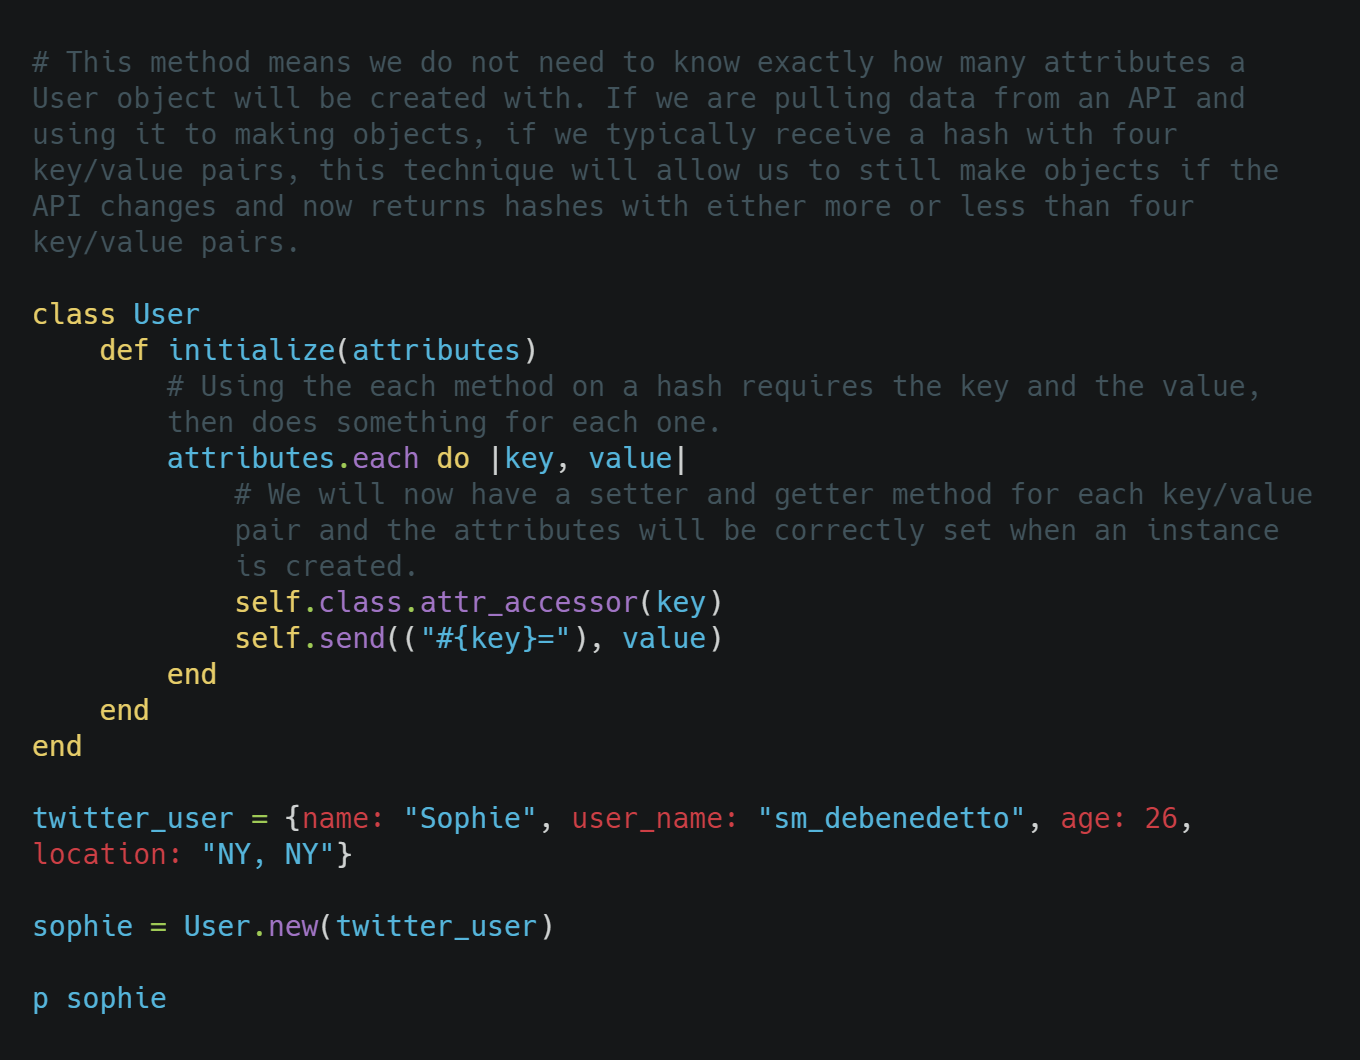 # This method means we do not need to know exactly how many attributes a
User object will be created with. If we are pulling data from an API and
using it to making objects, if we typically receive a hash with four
key/value pairs, this technique will allow us to still make objects if the
API changes and now returns hashes with either more or less than four
key/value pairs.

class User
    def initialize(attributes)
        # Using the each method on a hash requires the key and the value,
        then does something for each one.
        attributes.each do |key, value|
            # We will now have a setter and getter method for each key/value
            pair and the attributes will be correctly set when an instance
            is created.
            self.class.attr_accessor(key)
            self.send(("#{key}="), value)
        end
    end
end

twitter_user = {name: "Sophie", user_name: "sm_debenedetto", age: 26,
location: "NY, NY"}

sophie = User.new(twitter_user)

p sophie